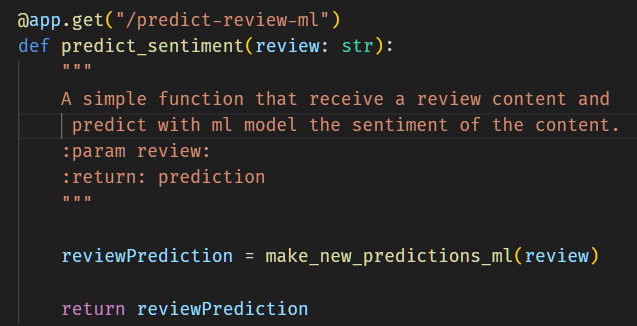 @app.get("/predict-review-ml")
def predict_sentiment(review: str):
    """
    A simple function that receive a review content and
     predict with ml model the sentiment of the content.
    :param review:
    :return: prediction
    """

    reviewPrediction = make_new_predictions_ml(review)

    return reviewPrediction